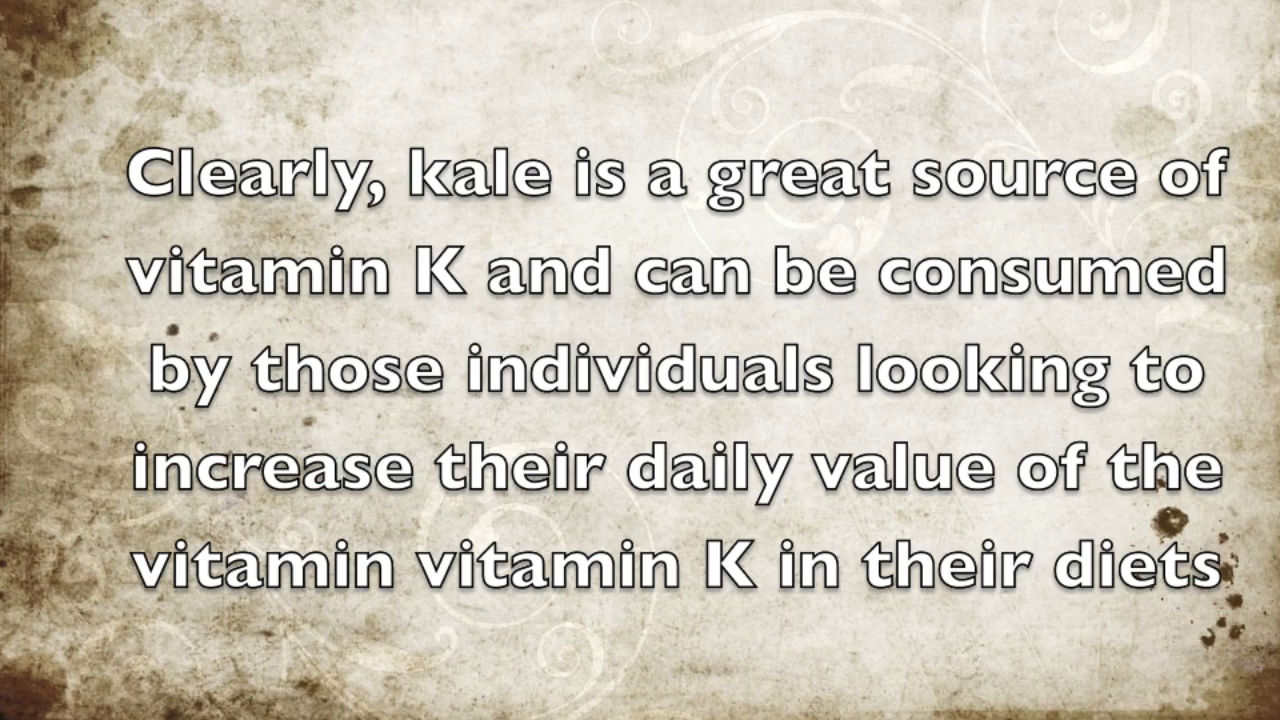 Clearly, kale is a great source of
vitamin K and can be consumed
by those individuals looking to
increase their daily value of the
vitamin vitamin K in their diets